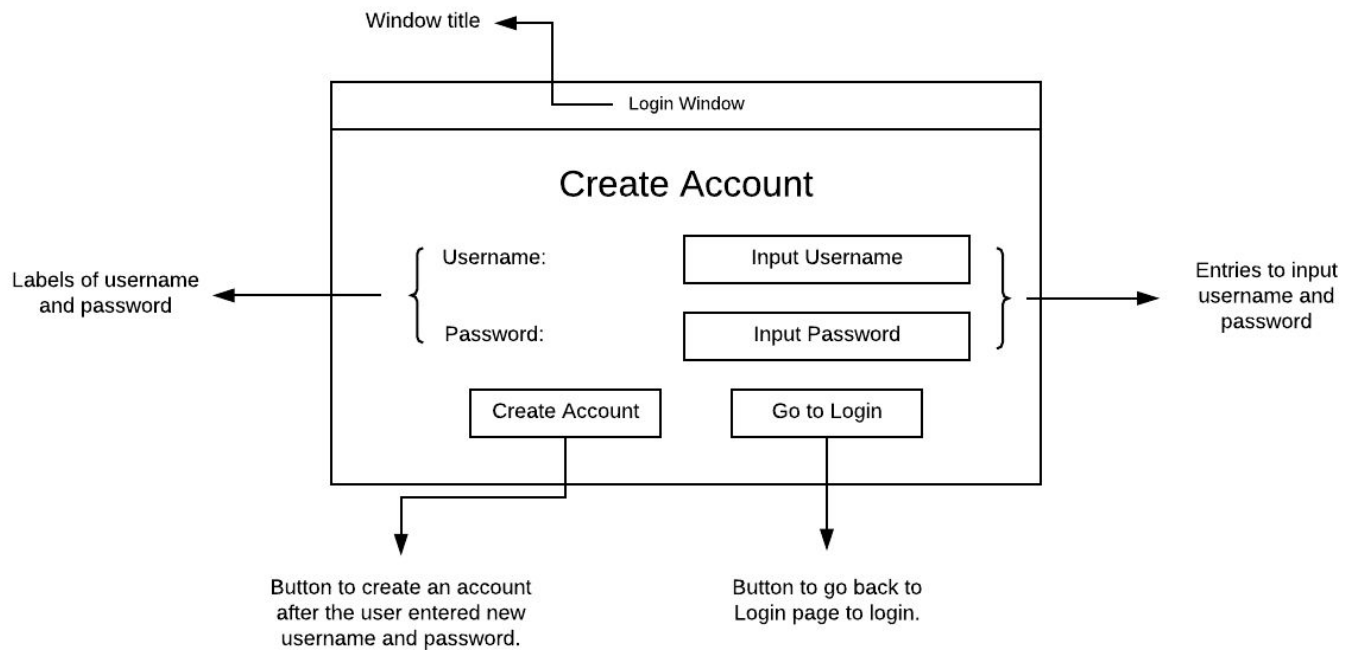 Window title
Login Window
Create Account
Username:
Input Username
Labels of username
and password
Entries to input
username and
password
Password:
Input Password
Create Account
Go to Login
Button to create an account
after the user entered new
username and password.
Button to go back to
Login page to login.